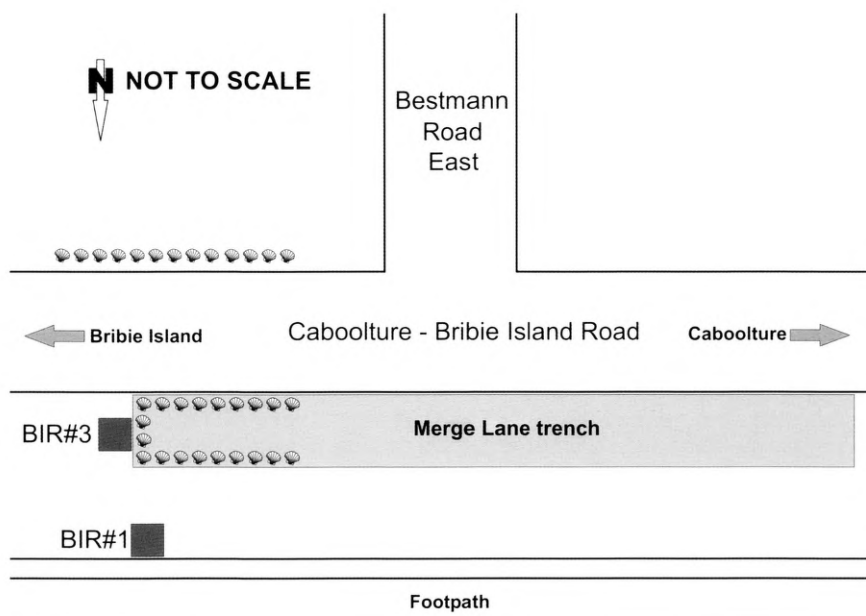 N NOT TO SCALE
Bestmann
Road
East
Bribie Island
Caboolture - Bribie Island Road
Caboolture
BIR#3
Merge Lane trench
BIR#1
Footpath